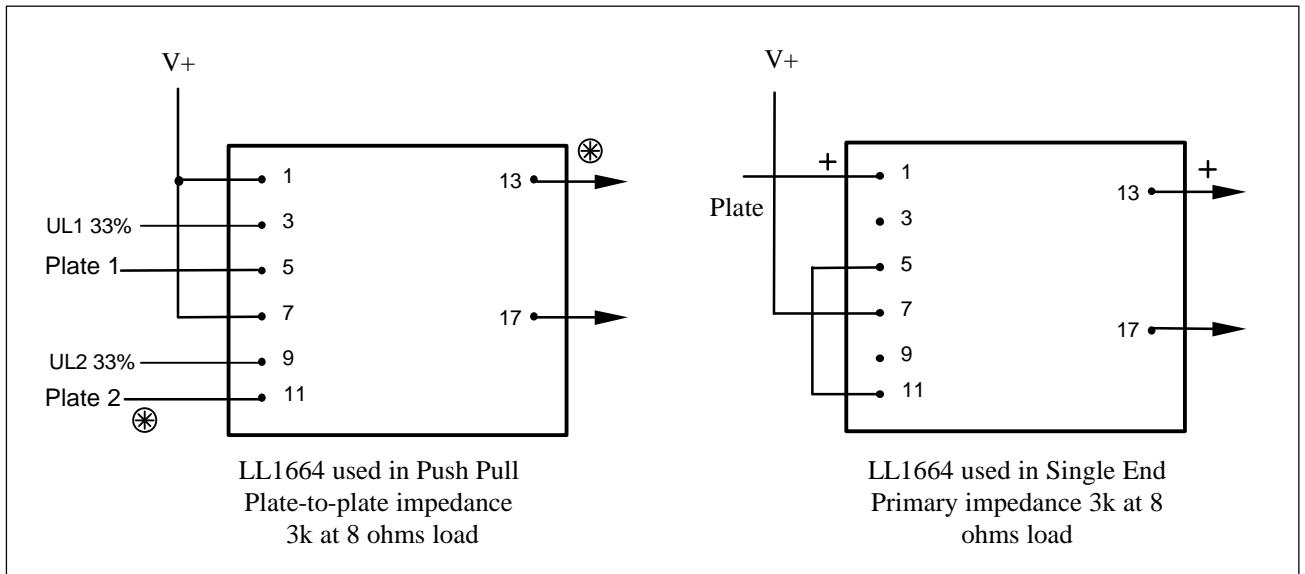 V+
1
UL1 33%
3
Plate 1
5
7
UL2 33%
9
Plate 2
11
13
17
LL1664 used in Push Pull
Plate-to-plate impedance
3k at 8 ohms load
V+
+
1
Plate
3
5
7
9
11
+
13
17
LL1664 used in Single End
Primary impedance 3k at 8
ohms load